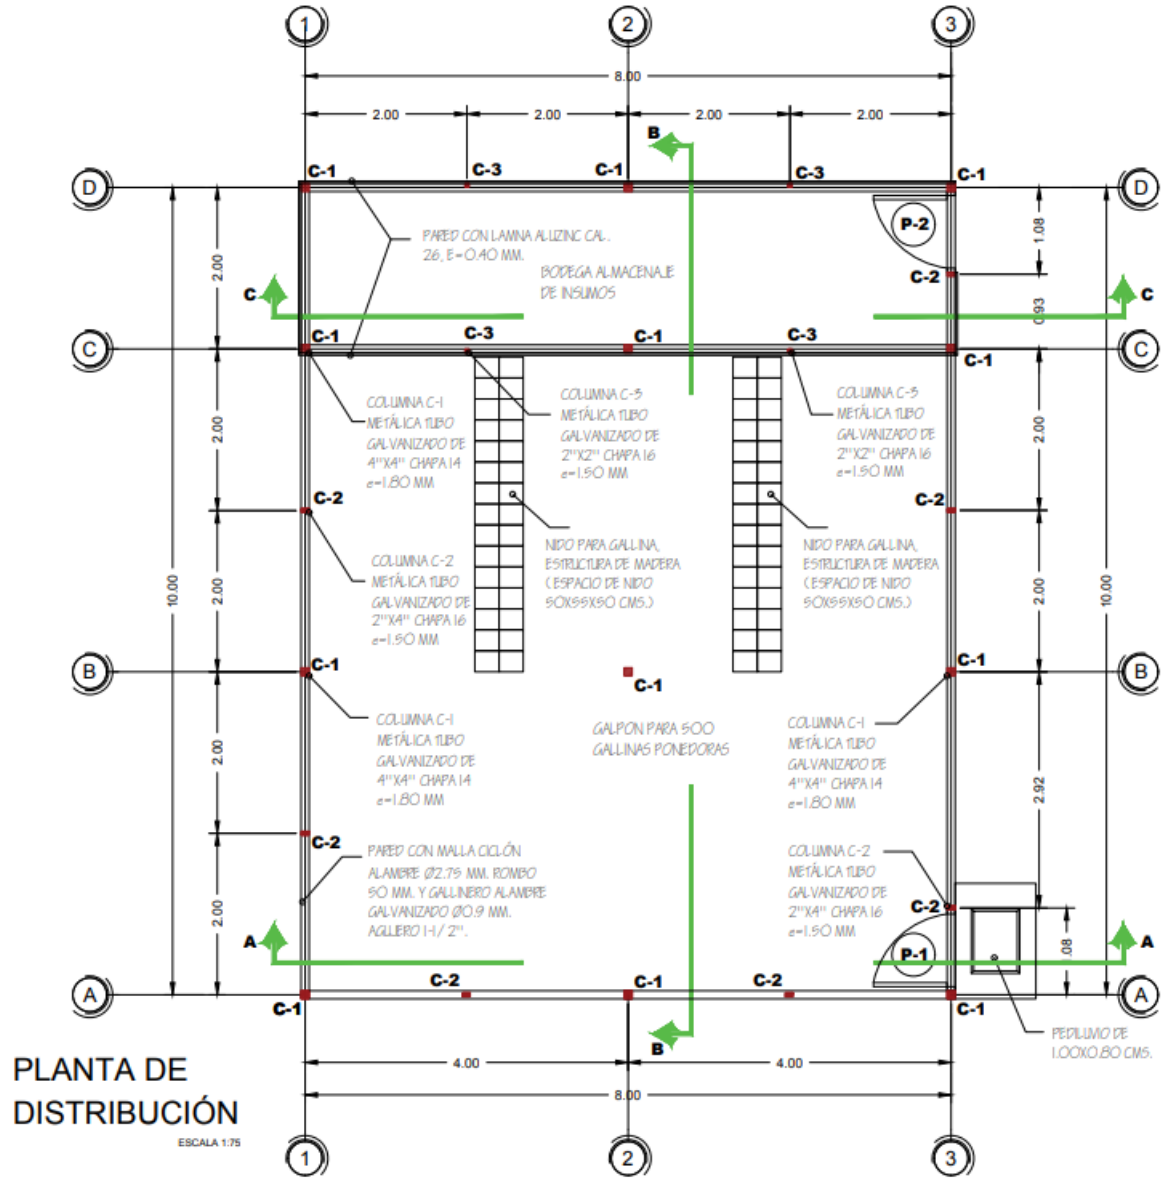 1 2 3
8.00
2.00 2.00 2.00 2.00
B
C-1 C-3 C-1 C-3 C-1
D D
P-2
1.08
PARED CON LAMNA ALUZINC CAL.
26, E=0.40 MM.
2.00
BODEGA ALMACENAJE
DE INSUMOS
C-2
C C
0.93
C-1 C-3 C-1 C-3 C-1
C C
COLUMNA C-1
METÁLICA TUBO
GALVANIZADO DE
4"X4" CHAPA 14
e=1.80 MM
COLUMNA C-3
METÁLICA TUBO
GALVANIZADO DE
2"X2" CHAPA 16
e=1.50 MM
COLUMNA C-3
METÁLICA TUBO
GALVANIZADO DE
2"X2" CHAPA 16
e=1.50 MM
2.00 2.00
C-2 C-2
NIDO PARA GALLINA,
ESTRUCTURA DE MADERA
(ESPACIO DE NIDO
50X55X50 CMS.)
NIDO PARA GALLINA,
ESTRUCTURA DE MADERA
(ESPACIO DE NIDO
50X55X50 CMS.)
COLUMNA C-2
METÁLICA TUBO
GALVANIZADO DE
2"X4" CHAPA 16
e=1.50 MM
10.00 2.00 2.00 10.00
B C-1 C-1 C-1 B
COLUMNA C-1
METÁLICA TUBO
GALVANIZADO DE
4"X4" CHAPA 14
e=1.80 MM
GALPON PARA 500
GALLINAS PONEDORAS
COLUMNA C-1
METÁLICA TUBO
GALVANIZADO DE
4"X4" CHAPA 14
e=1.80 MM
2.00 2.92
C-2
PARED CON MALLA CICLÓN
ALAMBRE Ø2.75 MM. ROMBO
50 MM. Y GALLINERO ALAMBRE
GALVANIZADO Ø0.9 MM.
AGUJERO 1-1/2".
COLUMNA C-2
METÁLICA TUBO
GALVANIZADO DE
2"X4" CHAPA 16
e=1.50 MM
2.00
C-2
A P-1 1.08 A
C-2 C-1 C-2
A C-1 C-1 A
B
PEDILUVIO DE
1.00X0.80 CMS.
4.00 4.00
8.00
PLANTA DE
DISTRIBUCIÓN
ESCALA 1:75
1 2 3